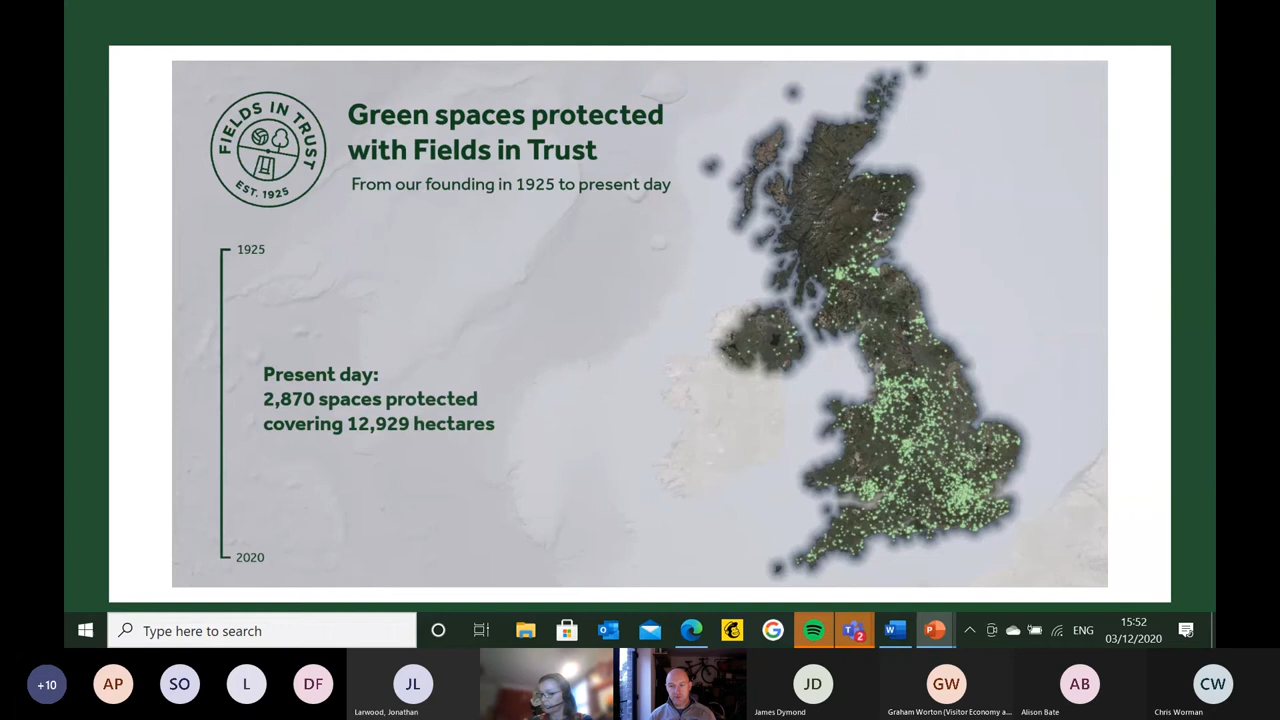 FIELDS IN TRUST
EST. 1925
Green spaces protected
with Fields in Trust
From our founding in 1925 to present day
1925
Present day:
2,870 spaces protected
covering 12,929 hectares
2020
Type here to search
2
ENG
15:52
03/12/2020
+10
AP
SO
L
DF
JL
JD
GW
AB
CW
Larwood, Jonathan
James Dymond
Graham Worton (Visitor Economy a...
Alison Bate
Chris Worman